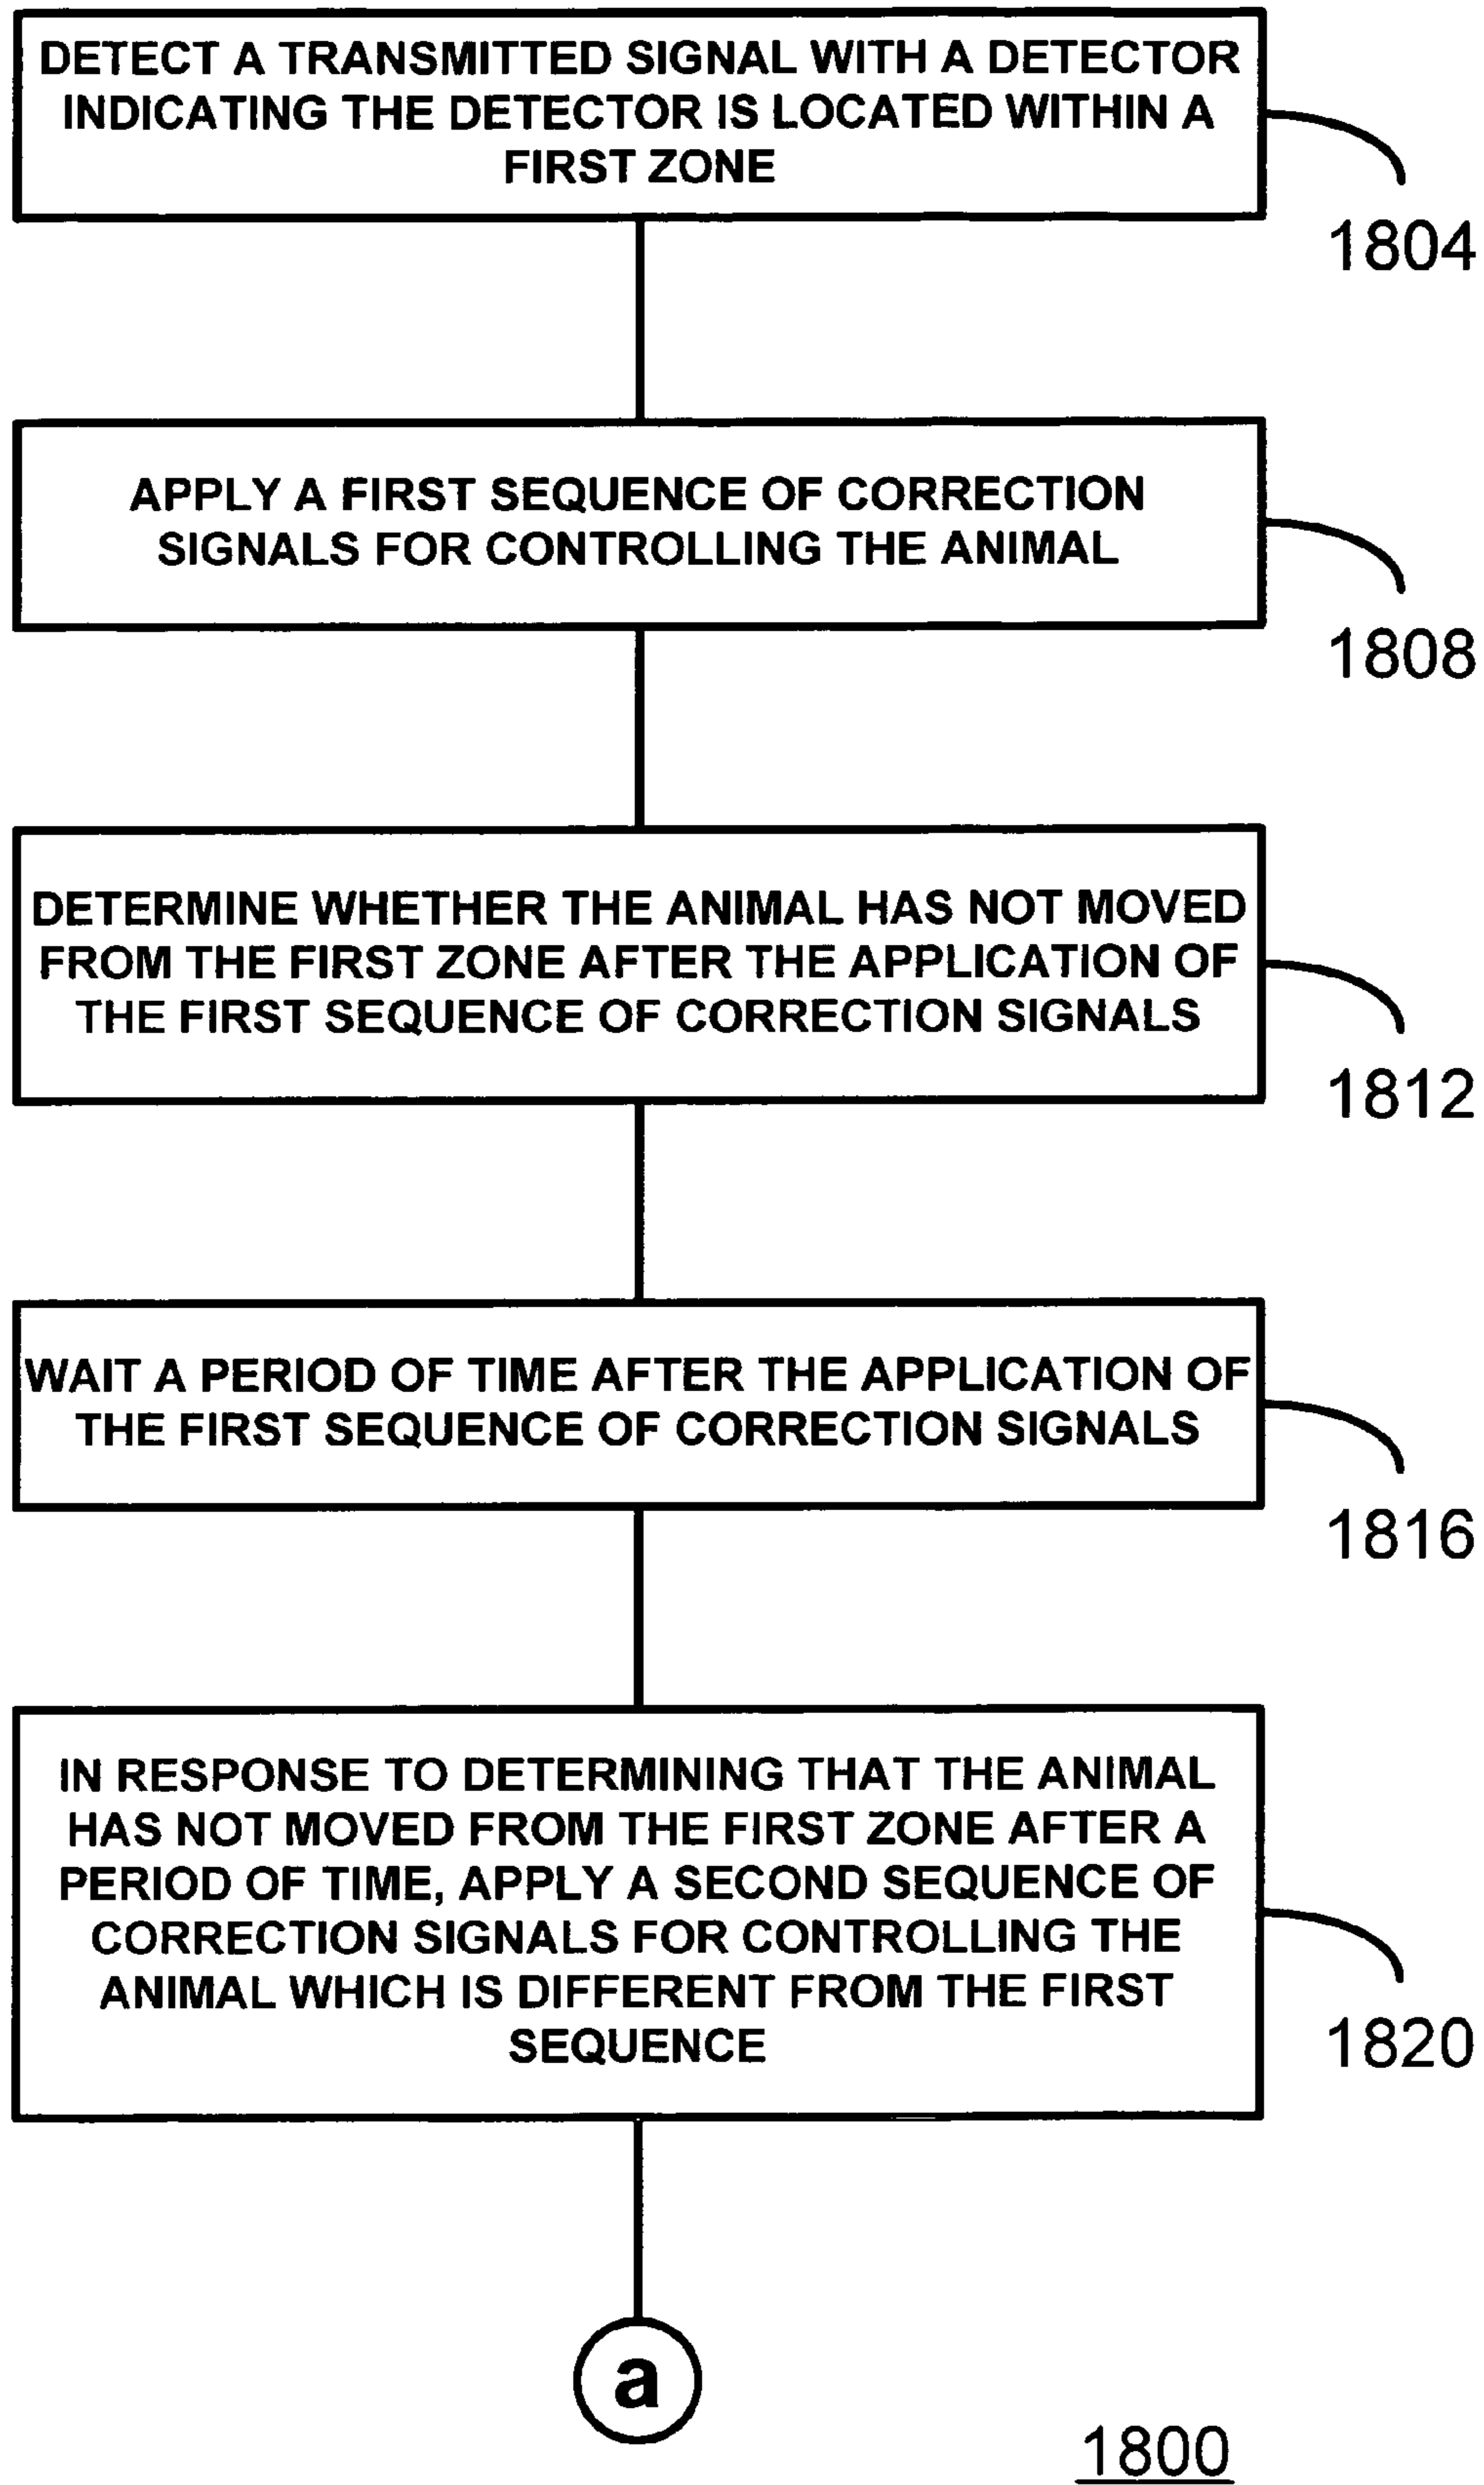 DETECT A TRANSMITTED SIGNAL WITH A DETECTOR
INDICATING THE DETECTOR IS LOCATED WITHIN A
FIRST ZONE
1804
APPLY A FIRST SEQUENCE OF CORRECTION
SIGNALS FOR CONTROLLING THE ANIMAL
1808
DETERMINE WHETHER THE ANIMAL HAS NOT MOVED
FROM THE FIRST ZONE AFTER THE APPLICATION OF
THE FIRST SEQUENCE OF CORRECTION SIGNALS
1812
WAIT A PERIOD OF TIME AFTER THE APPLICATION OF
THE FIRST SEQUENCE OF CORRECTION SIGNALS
1816
IN RESPONSE TO DETERMINING THAT THE ANIMAL
HAS NOT MOVED FROM THE FIRST ZONE AFTER A
PERIOD OF TIME, APPLY A SECOND SEQUENCE OF
CORRECTION SIGNALS FOR CONTROLLING THE
ANIMAL WHICH IS DIFFERENT FROM THE FIRST
SEQUENCE
1820
a
1800